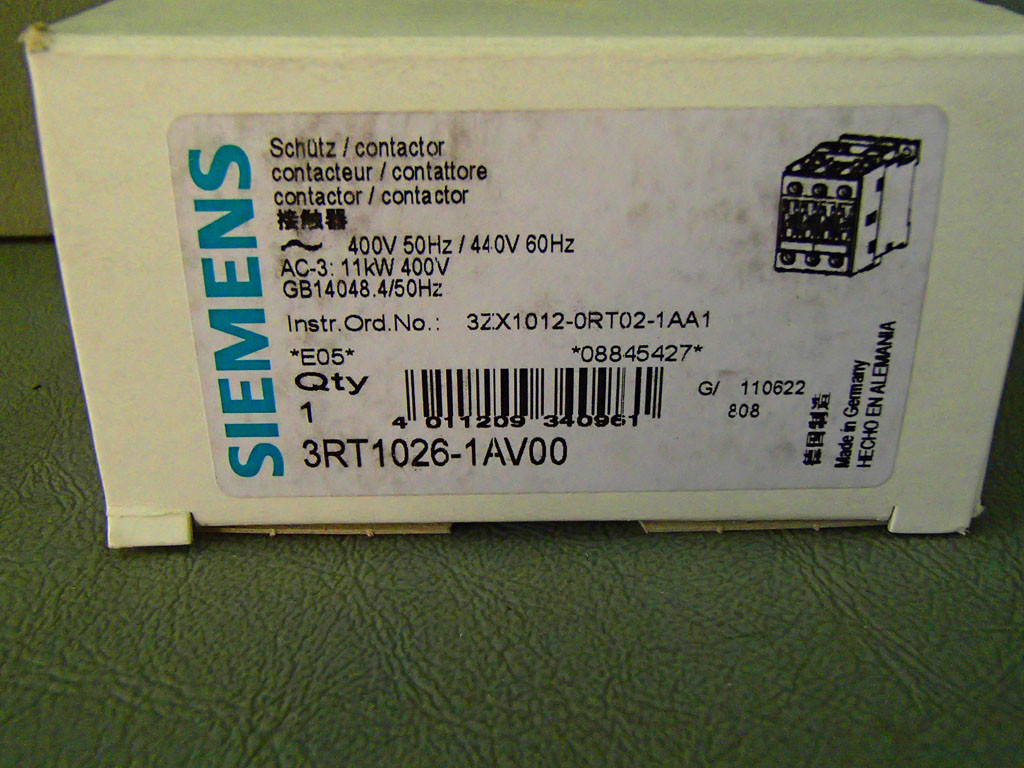 SIEMENS
Schütz / contactor
contacteur / contattore
contactor / contactor
接触器
~ 400V 50Hz / 440V 60Hz
AC-3: 11kW 400V
GB14048.4/50Hz
Instr.Ord.No.: 3ZX1012-0RT02-1AA1
*E05* *08845427*
Qty
1
4 011209 340961
G/ 110622
808
3RT1026-1AV00
德国制造
Made in Germany
HECHO EN ALEMANIA